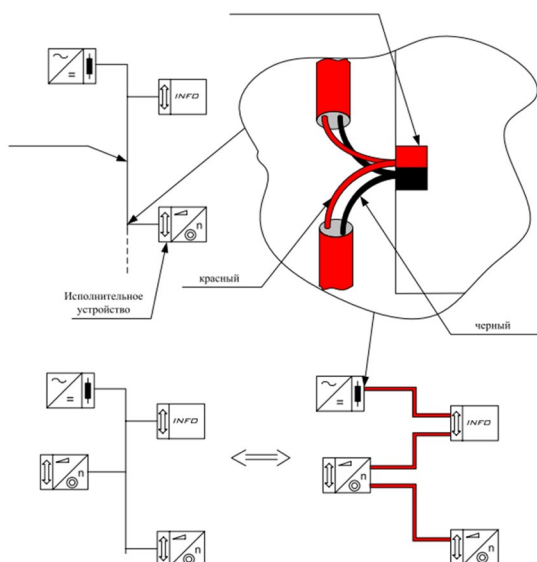 INFO
n
Исполнительное
устройство
красный
черный
INFO
n
n
INFO
n
n